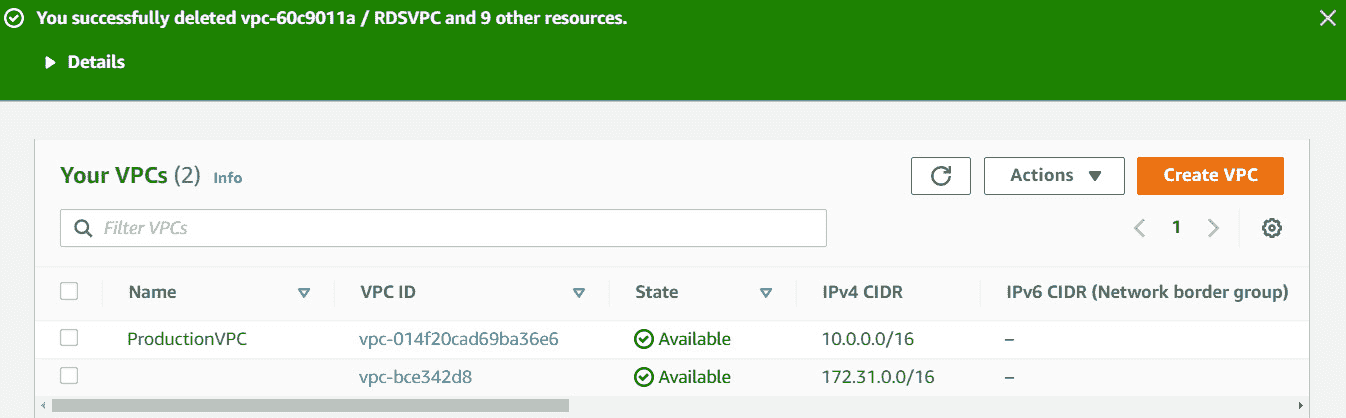 You successfully deleted vpc-60c9011a / RDSVPC and 9 other resources.
Details
Your VPCs (2) Info
Actions
Create VPC
Filter VPCs
1
Name VPC ID State IPv4 CIDR IPv6 CIDR (Network border group)
ProductionVPC vpc-014f20cad69ba36e6 Available 10.0.0.0/16 –
vpc-bce342d8 Available 172.31.0.0/16 –